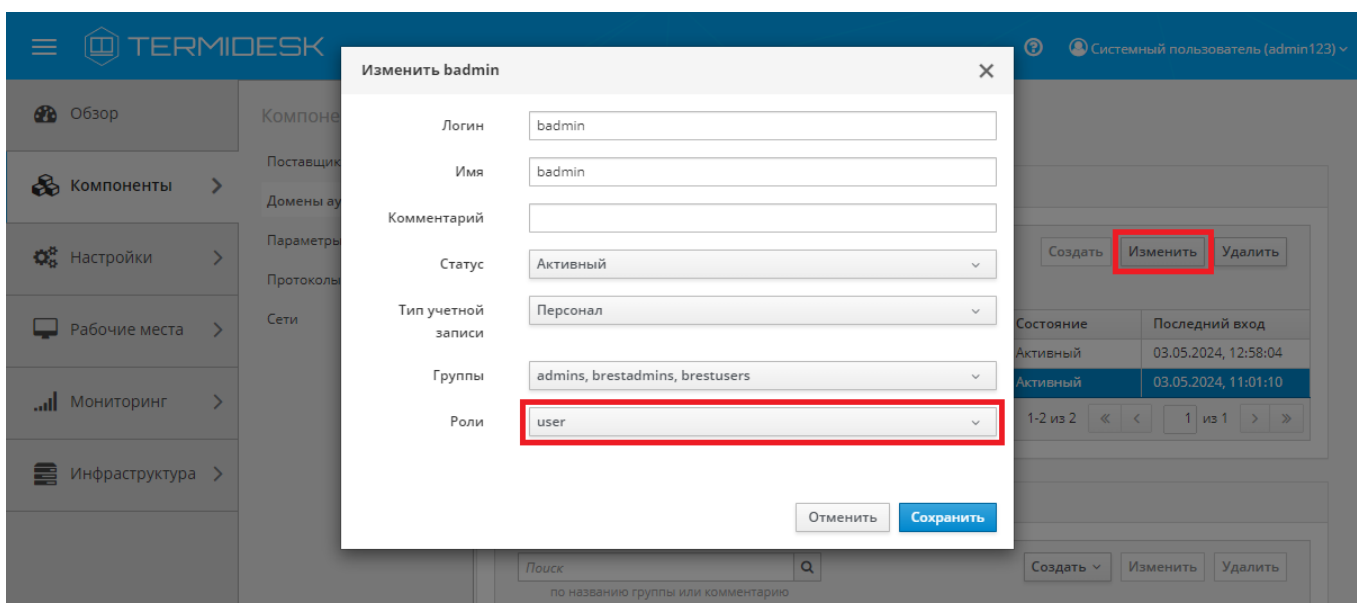 TERMIDESK
Системный пользователь (admin123)
Изменить badmin
Обзор
Компоненты
Настройки
Рабочие места
Мониторинг
Инфраструктура
Компоне
Поставщик
Домены ау
Параметры
Протоколы
Сети
Логин badmin
Имя badmin
Комментарий
Статус Активный
Тип учетной
записи
Персонал
Группы admins, brestadmins, brestusers
Роли user
Отменить Сохранить
Создать Изменить Удалить
Состояние Последний вход
Активный 03.05.2024, 12:58:04
Активный 03.05.2024, 11:01:10
1-2 из 2 « < 1 из 1 > »
Поиск
по названию группы или комментарию
Создать Изменить Удалить